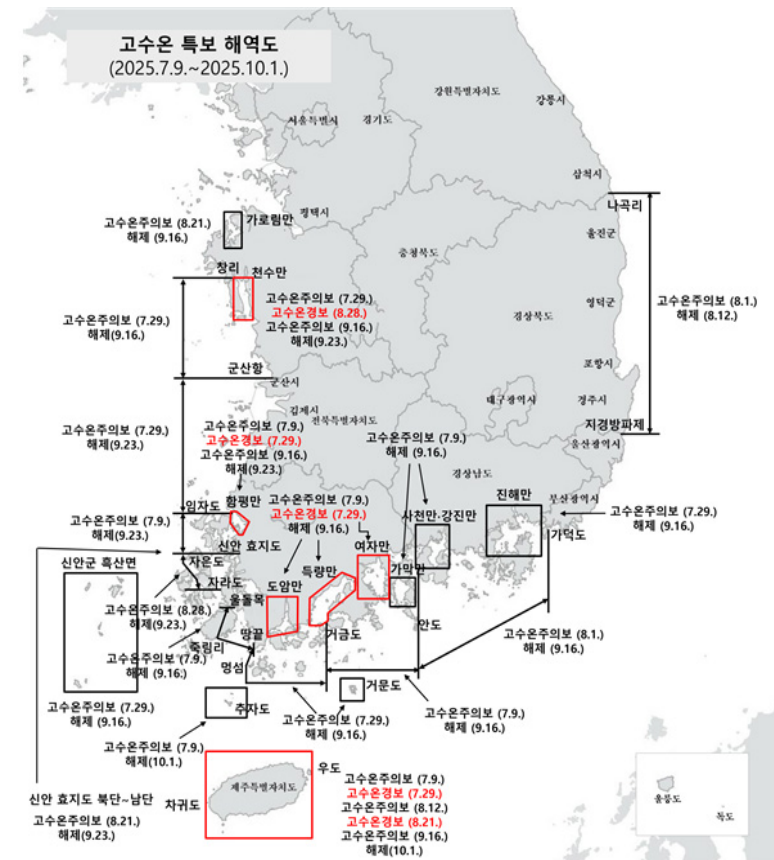 고수온 특보 해역도
(2025.7.9.~2025.10.1.)
강원특별자치도
강릉시
서울특별시
경기도
삼척시
나곡리
평택시
가로림만
고수온주의보 (8.21.)
해제 (9.16.)
울진군
충청북도
창리
천수만
고수온주의보 (7.29.)
고수온경보 (8.28.)
고수온주의보 (9.16.)
해제(9.23.)
영덕군
고수온주의보 (8.1.)
해제 (8.12.)
경상북도
고수온주의보 (7.29.)
해제(9.16.)
포항시
군산항
군산시
대구광역시
경주시
김제시
전북특별자치도
지경방파제
울산광역시
고수온주의보 (7.29.)
해제(9.23.)
고수온주의보 (7.9.)
고수온경보 (7.29.)
고수온주의보 (9.16.)
해제(9.23.)
고수온주의보 (7.9.)
해제 (9.16.)
경상남도
함평만
고수온주의보 (7.9.)
고수온경보 (7.29.)
해제 (9.16.)
진해만
부산광역시
임자도
사천만·강진만
고수온주의보 (7.29.)
해제 (9.16.)
가덕도
고수온주의보 (7.9.)
해제 (9.23.)
신안 효지도
여자만
신안군 흑산면
자은도
득량만
가막만
자라도
도암만
고수온주의보 (8.28.)
해제(9.23.)
울돌목
안도
땅끝
거금도
고수온주의보 (8.1.)
해제 (9.16.)
죽림리
고수온주의보 (7.9.)
해제 (9.16.)
멍섬
거문도
고수온주의보 (7.29.)
해제 (9.16.)
추자도
고수온주의보 (7.29.)
해제 (9.16.)
고수온주의보 (7.9.)
해제 (9.16.)
고수온주의보 (7.9.)
해제(10.1.)
우도
제주특별자치도
차귀도
고수온주의보 (7.9.)
고수온경보 (7.29.)
고수온주의보 (8.12.)
고수온경보 (8.21.)
고수온주의보 (9.16.)
해제(10.1.)
신안 효지도 북단~남단
고수온주의보 (8.21.)
해제(9.23.)
울릉도
독도